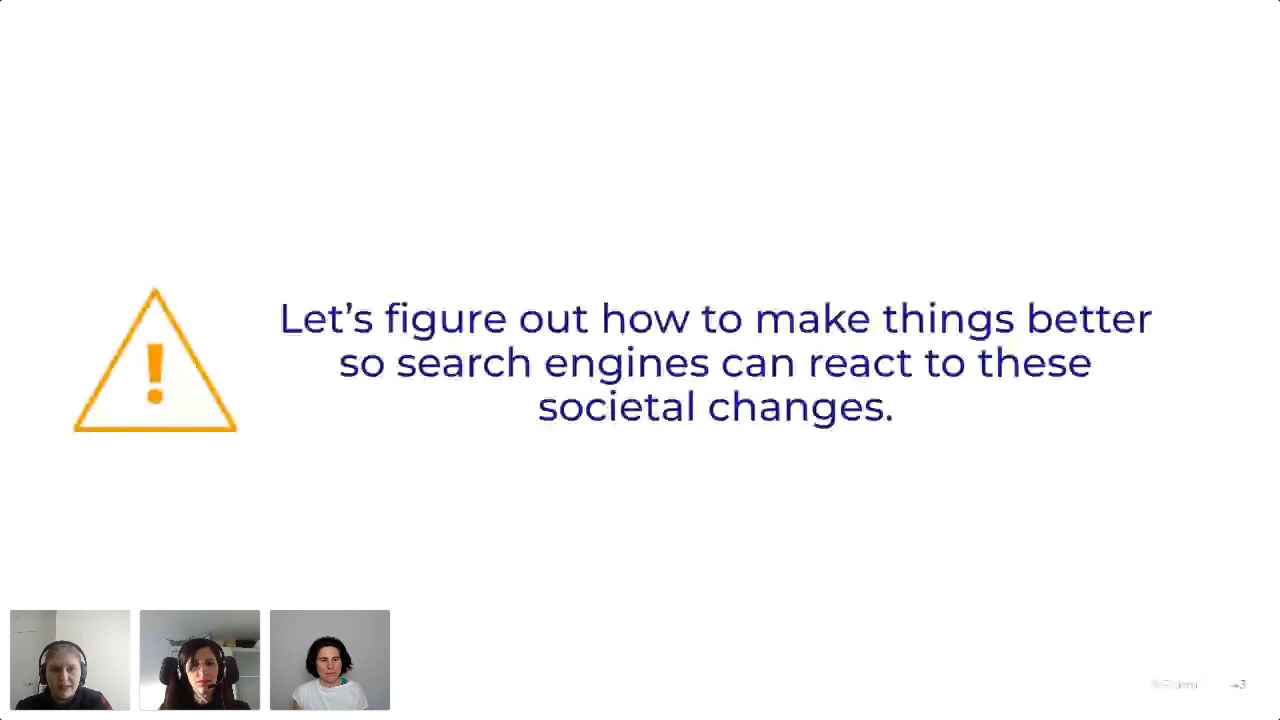 Let’s figure out how to make things better
so search engines can react to these
societal changes.